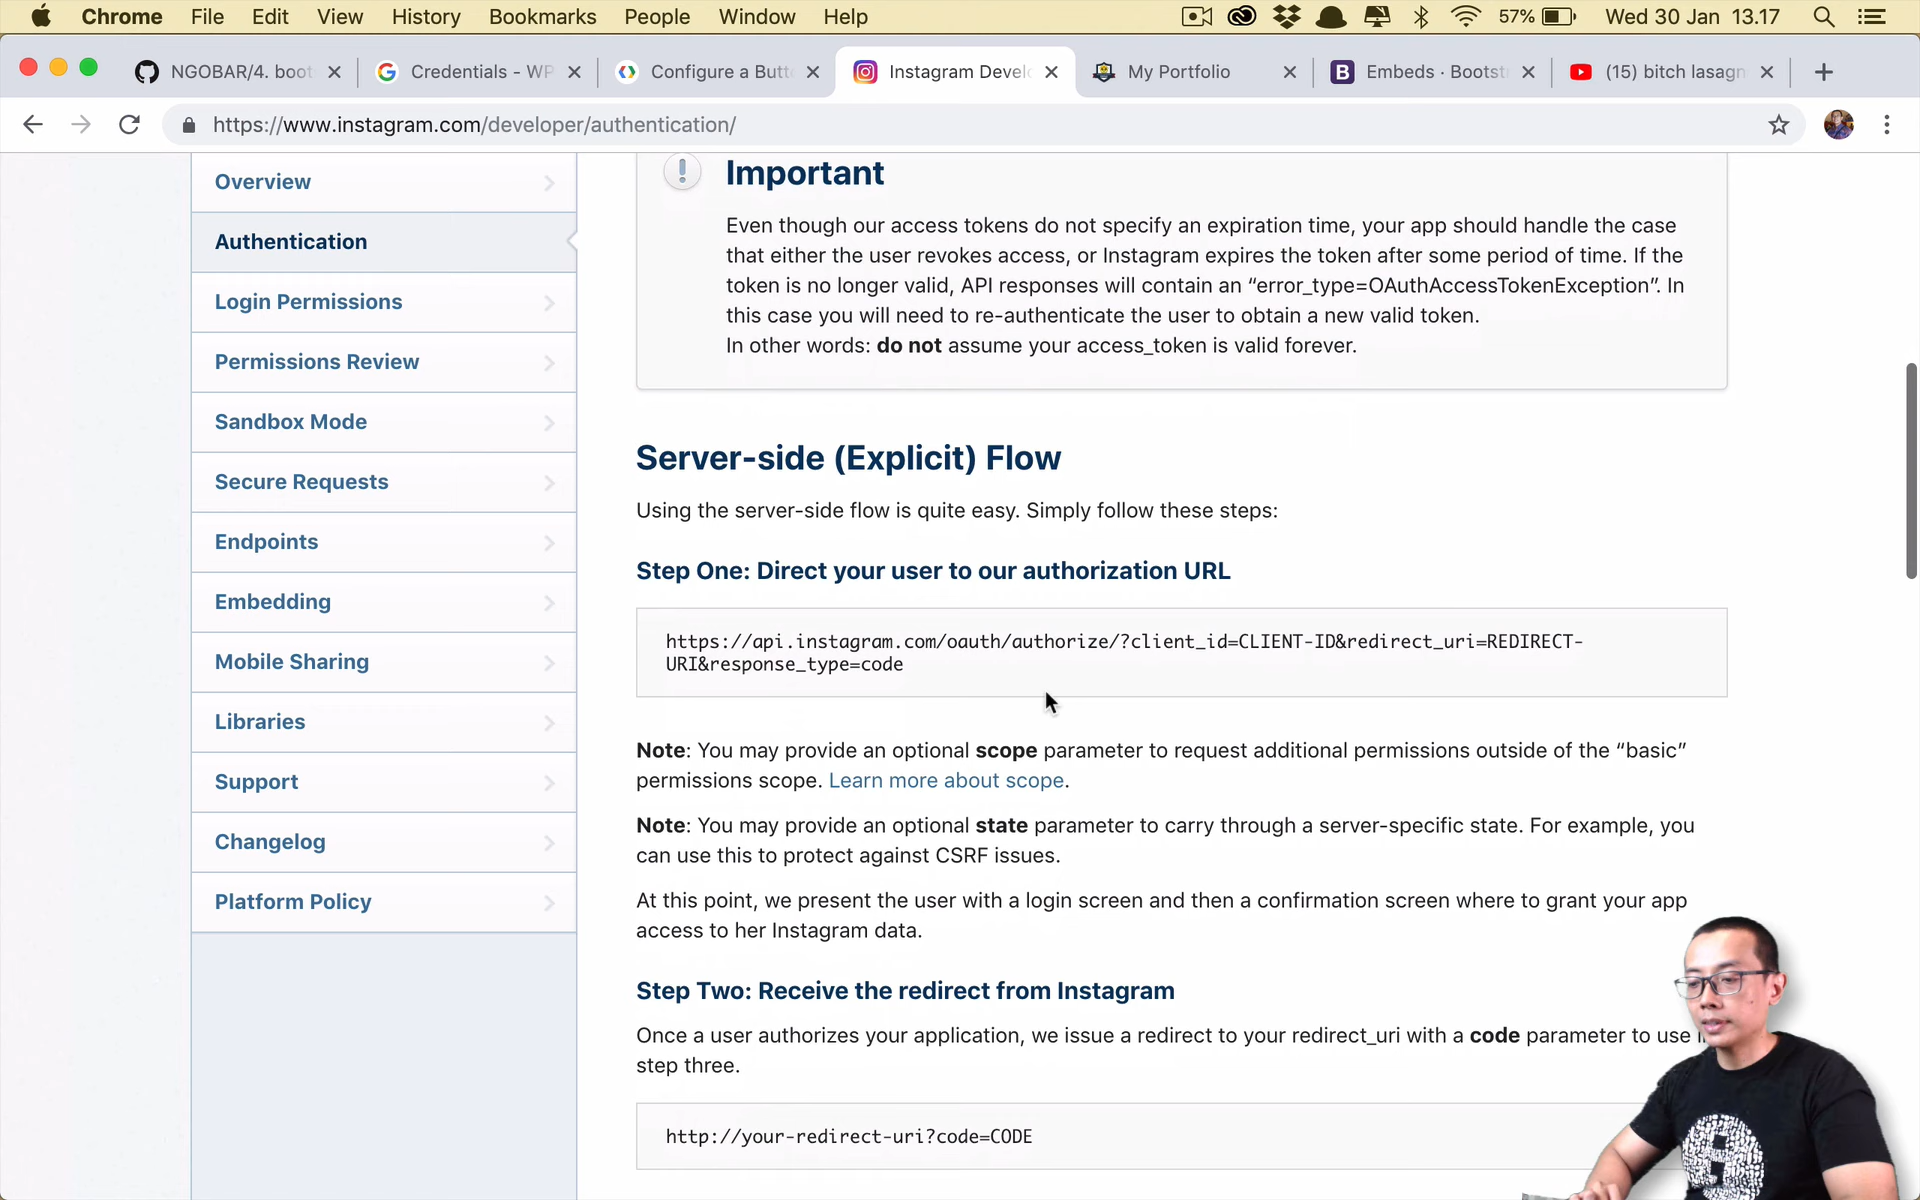 Chrome File Edit View History Bookmarks People Window Help 57% Wed 30 Jan 13.17
NGOBAR/4. boot Credentials - WP Configure a Butt Instagram Devel My Portfolio Embeds · Bootst (15) bitch lasagn
https://www.instagram.com/developer/authentication/
Overview
Authentication
Login Permissions
Permissions Review
Sandbox Mode
Secure Requests
Endpoints
Embedding
Mobile Sharing
Libraries
Support
Changelog
Platform Policy
Important
Even though our access tokens do not specify an expiration time, your app should handle the case
that either the user revokes access, or Instagram expires the token after some period of time. If the
token is no longer valid, API responses will contain an “error_type=OAuthAccessTokenException”. In
this case you will need to re-authenticate the user to obtain a new valid token.
In other words: do not assume your access_token is valid forever.
Server-side (Explicit) Flow
Using the server-side flow is quite easy. Simply follow these steps:
Step One: Direct your user to our authorization URL
https://api.instagram.com/oauth/authorize/?client_id=CLIENT-ID&redirect_uri=REDIRECT-
URI&response_type=code
Note: You may provide an optional scope parameter to request additional permissions outside of the “basic”
permissions scope. Learn more about scope.
Note: You may provide an optional state parameter to carry through a server-specific state. For example, you
can use this to protect against CSRF issues.
At this point, we present the user with a login screen and then a confirmation screen where to grant your app
access to her Instagram data.
Step Two: Receive the redirect from Instagram
Once a user authorizes your application, we issue a redirect to your redirect_uri with a code parameter to use
step three.
http://your-redirect-uri?code=CODE